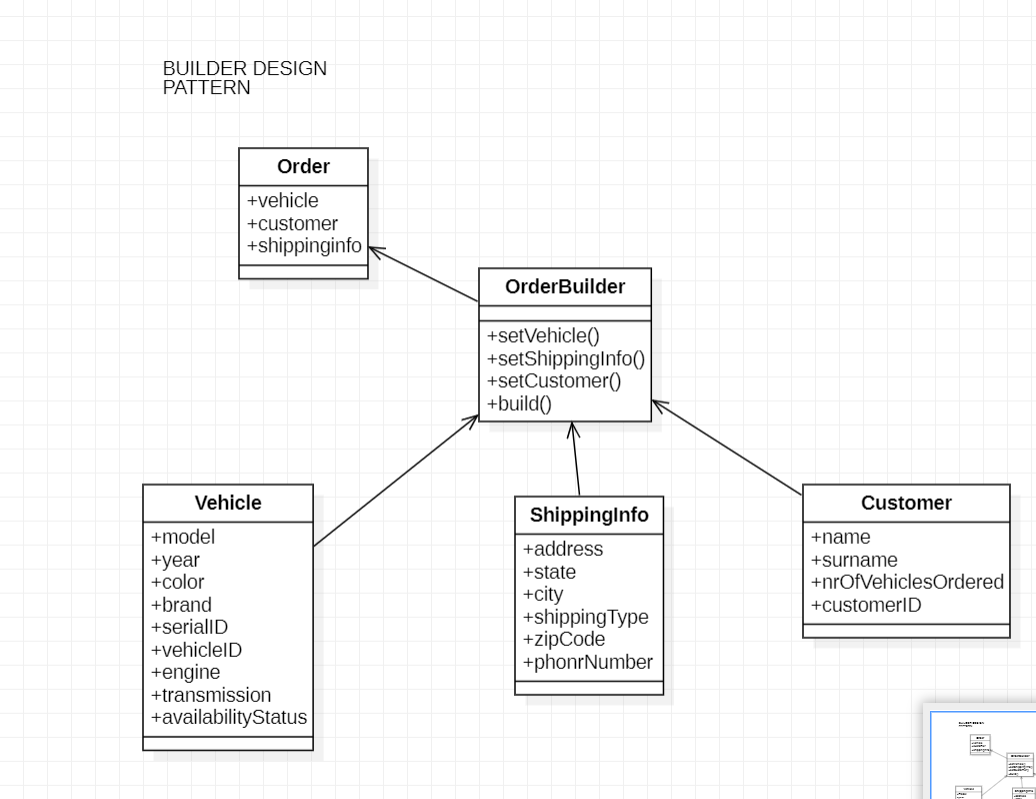 BUILDER DESIGN
PATTERN
Order
+vehicle
+customer
+shippinginfo
OrderBuilder
+setVehicle()
+setShippingInfo()
+setCustomer()
+build()
Vehicle
+model
+year
+color
+brand
+serialID
+vehicleID
+engine
+transmission
+availabilityStatus
ShippingInfo
+address
+state
+city
+shippingType
+zipCode
+phonrNumber
Customer
+name
+surname
+nrOfVehiclesOrdered
+customerID